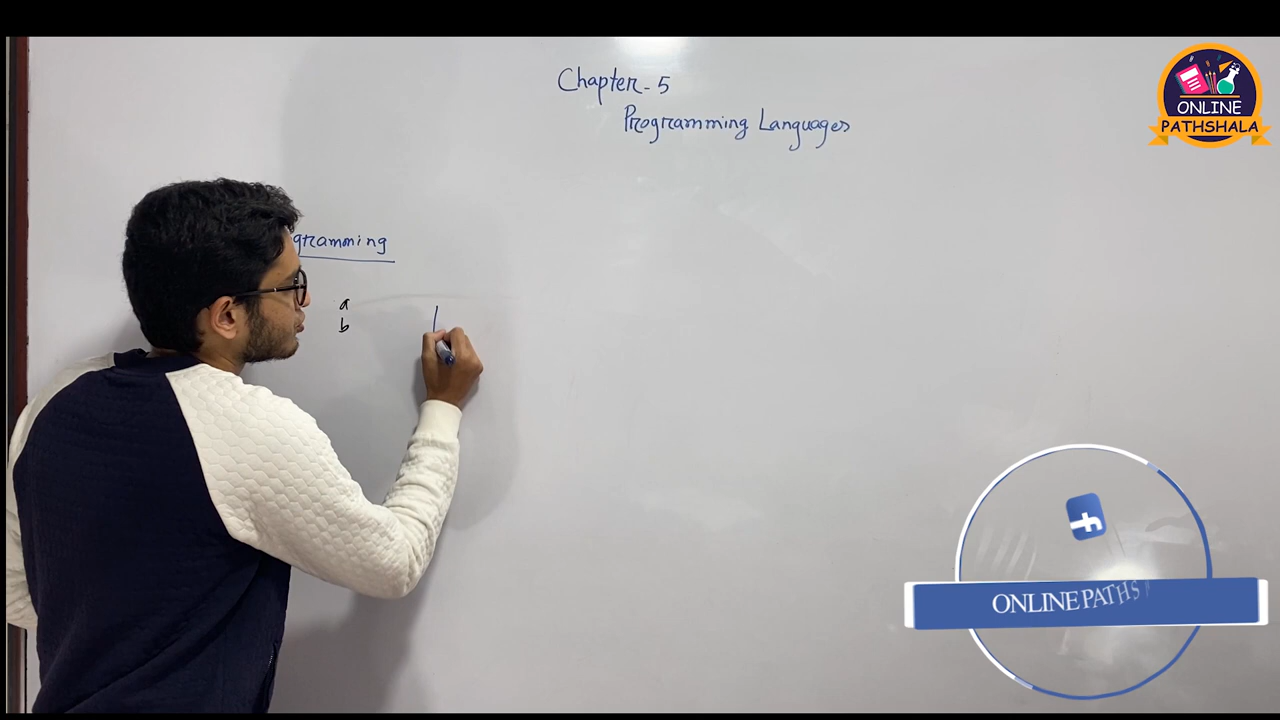 Chapter-5
Programming Languages
ONLINE
PATHSHALA
gramming
a
b
ONLINE PATHS